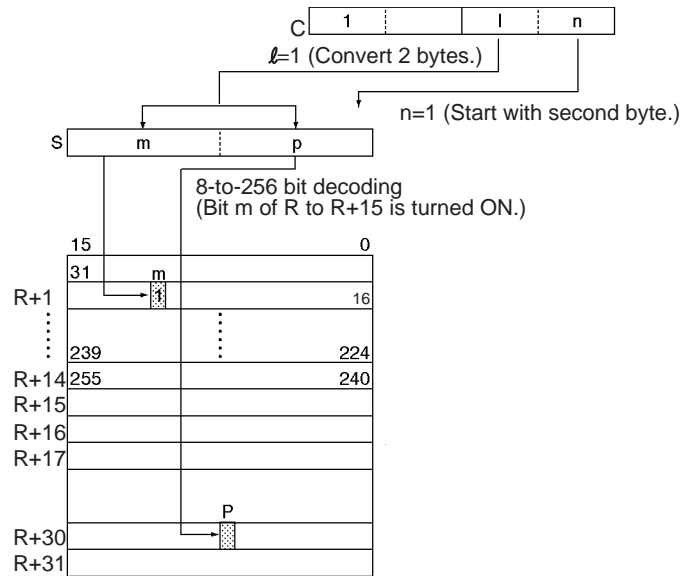 C 1 l n
ℓ=1 (Convert 2 bytes.)
n=1 (Start with second byte.)
S m p
8-to-256 bit decoding
(Bit m of R to R+15 is turned ON.)
15 0
31 m
R+1 1 16
239 224
R+14 255 240
R+15
R+16
R+17
P
R+30
R+31